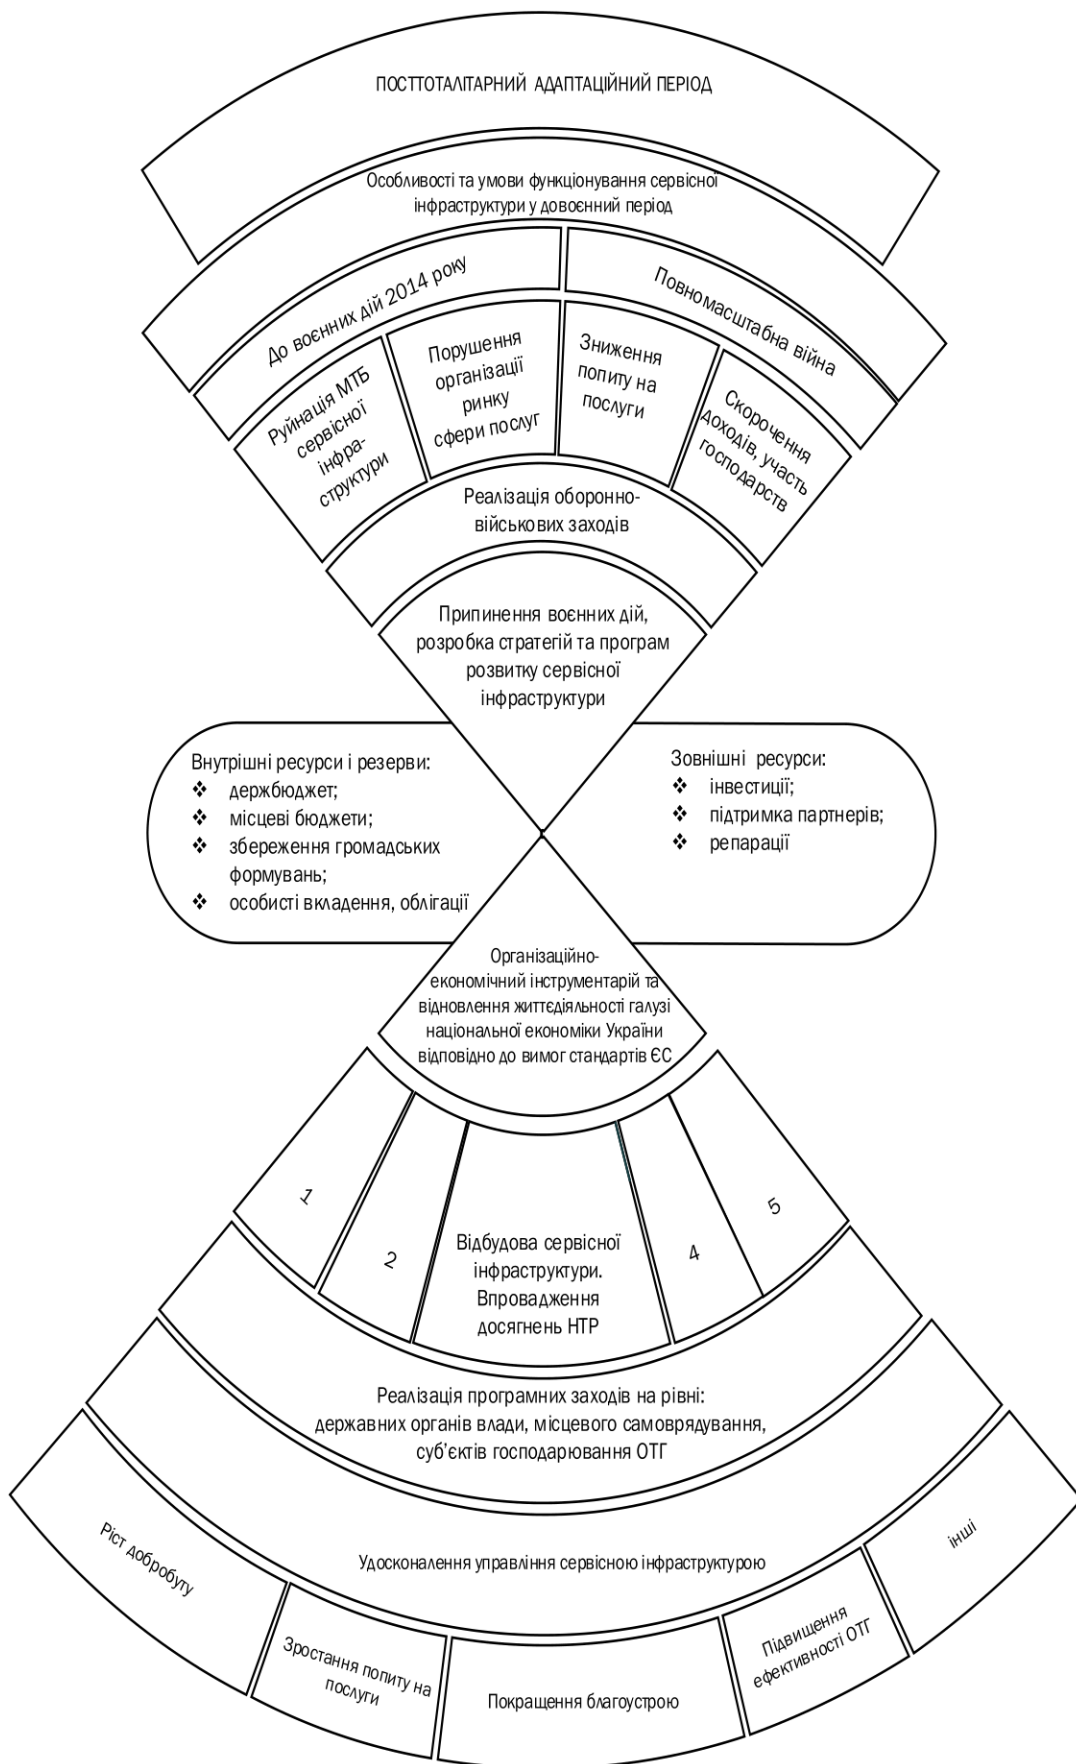 ПОСТТОТАЛІТАРНИЙ АДАПТАЦІЙНИЙ ПЕРІОД
Особливості та умови функціонування сервісної
інфраструктури у довоєнний період
До воєнних дій 2014 року
Повномасштабна війна
Руйнація МТБ
сервісної
інфра-
структури
Порушення
організації
ринку
сфери послуг
Зниження
попиту на
послуги
Скорочення
доходів, участь
господарств
Реалізація оборонно-
військових заходів
Припинення воєнних дій,
розробка стратегій та програм
розвитку сервісної
інфраструктури
Внутрішні ресурси і резерви:
❖ держбюджет;
❖ місцеві бюджети;
❖ збереження громадських
формувань;
❖ особисті вкладення, облігації
Зовнішні ресурси:
❖ інвестиції;
❖ підтримка партнерів;
❖ репарації
Організаційно-
економічний інструментарій та
відновлення життєдіяльності галузі
національної економіки України
відповідно до вимог стандартів ЄС
1
2
Відбудова сервісної
інфраструктури.
Впровадження
досягнень НТР
4
5
Реалізація програмних заходів на рівні:
державних органів влади, місцевого самоврядування,
суб’єктів господарювання ОТГ
Удосконалення управління сервісною інфраструктурою
Ріст добробуту
Зростання попиту на
послуги
Покращення благоустрою
Підвищення
ефективності ОТГ
інші